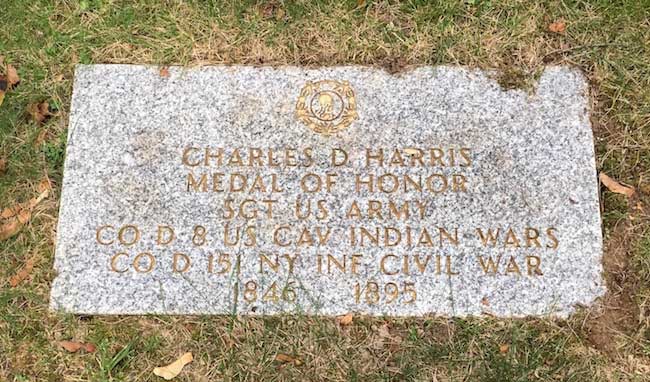 CHARLES D HARRIS
MEDAL OF HONOR
SGT US ARMY
CO D 8 US CAV INDIAN WARS
CO D 151 NY INF CIVIL WAR
1846 1895